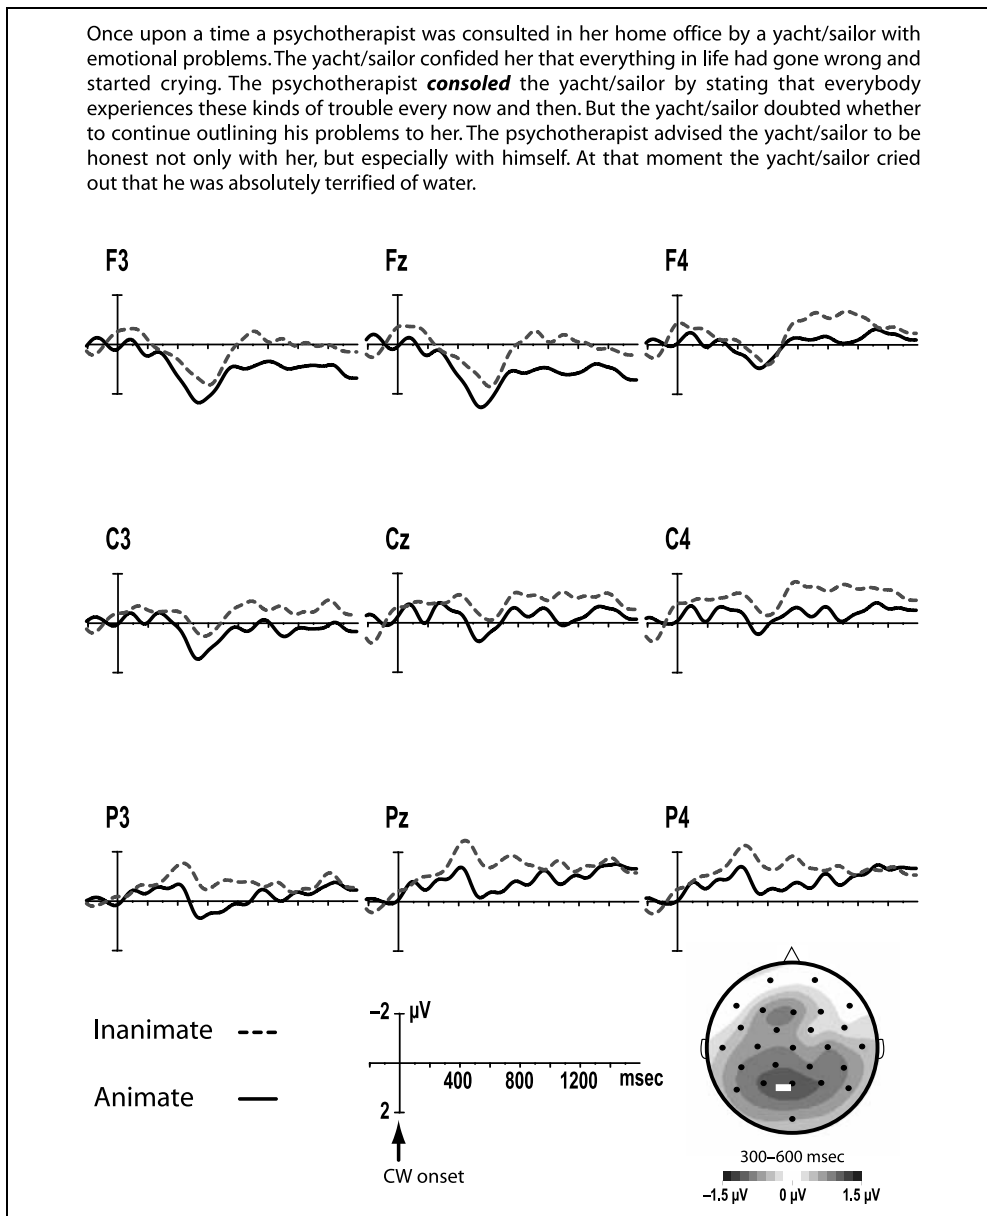 Once upon a time a psychotherapist was consulted in her home office by a yacht/sailor with
emotional problems. The yacht/sailor confided her that everything in life had gone wrong and
started crying. The psychotherapist consoled the yacht/sailor by stating that everybody
experiences these kinds of trouble every now and then. But the yacht/sailor doubted whether
to continue outlining his problems to her. The psychotherapist advised the yacht/sailor to be
honest not only with her, but especially with himself. At that moment the yacht/sailor cried
out that he was absolutely terrified of water.
F3 Fz F4
C3 Cz C4
P3 Pz P4
Inanimate
Animate
–2 µV
400 800 1200 msec
2
CW onset
300–600 msec
–1.5 µV 0 µV 1.5 µV